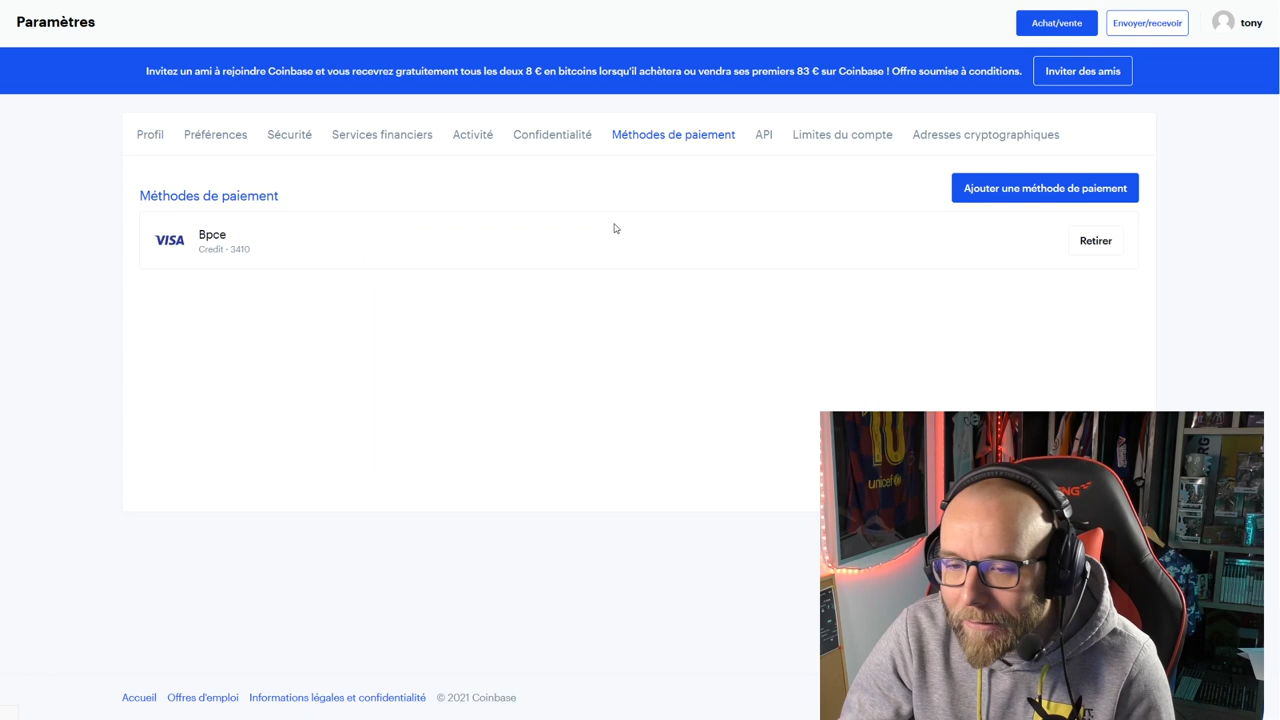 Paramètres
Achat/vente
Envoyer/recevoir
tony
Invitez un ami à rejoindre Coinbase et vous recevrez gratuitement tous les deux 8 € en bitcoins lorsqu'il achètera ou vendra ses premiers 83 € sur Coinbase ! Offre soumise à conditions.
Inviter des amis
Profil
Préférences
Sécurité
Services financiers
Activité
Confidentialité
Méthodes de paiement
API
Limites du compte
Adresses cryptographiques
Méthodes de paiement
Ajouter une méthode de paiement
VISA
Bpce
Credit - 3410
Retirer
10
unicef
Accueil
Offres d'emploi
Informations légales et confidentialité
© 2021 Coinbase